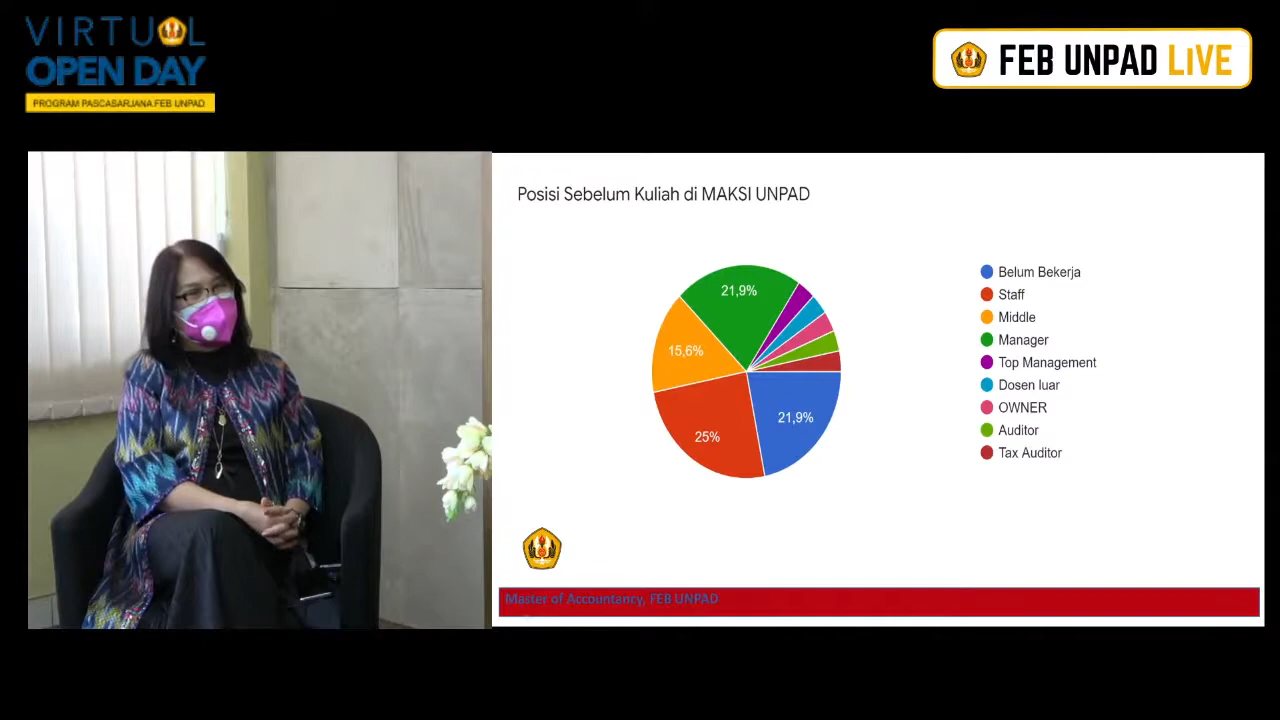 VIRTUAL
OPEN DAY
PROGRAM PASCASARJANA FEB UNPAD
FEB UNPAD LIVE
Posisi Sebelum Kuliah di MAKSI UNPAD
21,9%
15,6%
25%
21,9%
Belum Bekerja
Staff
Middle
Manager
Top Management
Dosen luar
OWNER
Auditor
Tax Auditor
Master of Accountancy, FEB UNPAD